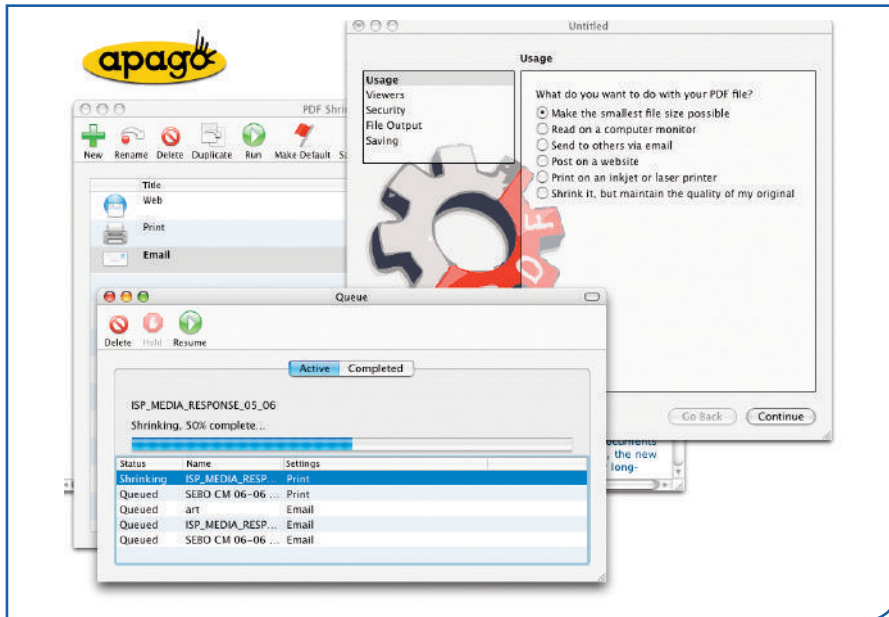 apago
Untitled
Usage
Usage
Viewers
Security
File Output
Saving
What do you want to do with your PDF file?
Make the smallest file size possible
Read on a computer monitor
Send to others via email
Post on a website
Print on an inkjet or laser printer
Shrink it, but maintain the quality of my original
Go Back
Continue
PDF Shri
New Rename Delete Duplicate Run Make Default
Title
Web
Print
Email
PDF
Queue
Delete Hold Resume
Active Completed
ISP_MEDIA_RESPONSE_05_06
Shrinking, 50% complete...
Status Name Settings
Shrinking ISP_MEDIA_RESP... Print
Queued SEBO CM 06-06 ... Print
Queued art Email
Queued ISP_MEDIA_RESP... Email
Queued SEBO CM 06-06 ... Email
, the new
long-